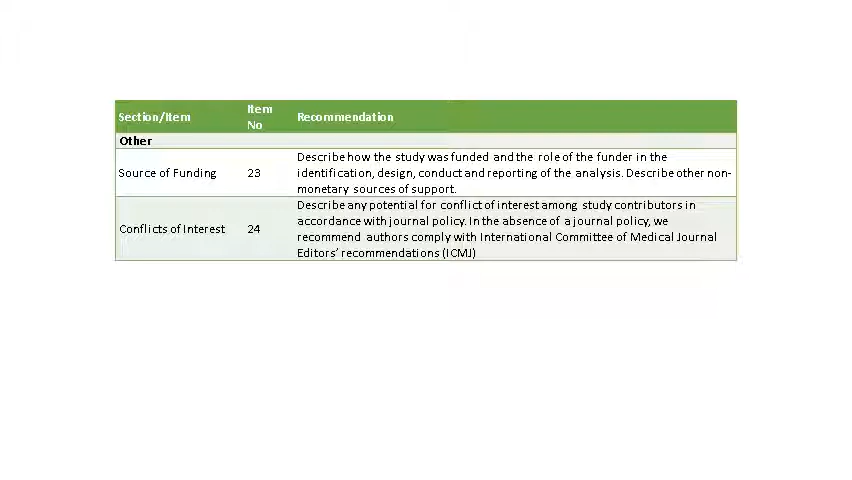 Section/Item
Item
No
Recommendation
Other
Source of Funding
23
Describe how the study was funded and the role of the funder in the
identification, design, conduct and reporting of the analysis. Describe other non-
monetary sources of support.
Conflicts of Interest
24
Describe any potential for conflict of interest among study contributors in
accordance with journal policy. In the absence of a journal policy, we
recommend authors comply with International Committee of Medical Journal
Editors’ recommendations (ICMJ)